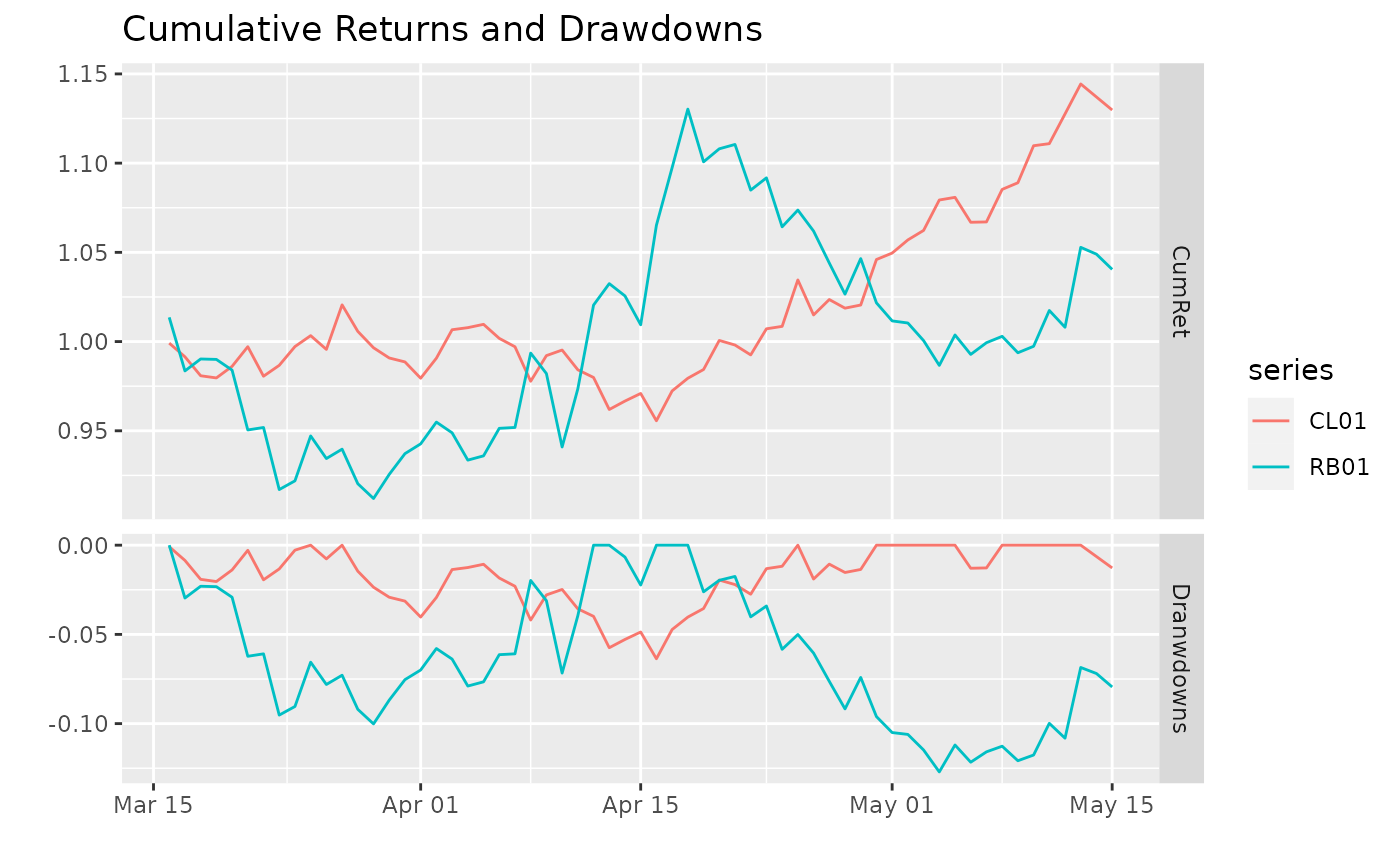 Cumulative Returns and Drawdowns
1.15
1.10
1.05
1.00
0.95
CumRet
0.00
-0.05
-0.10
Dranwdowns
Mar 15
Apr 01
Apr 15
May 01
May 15
series
CL01
RB01